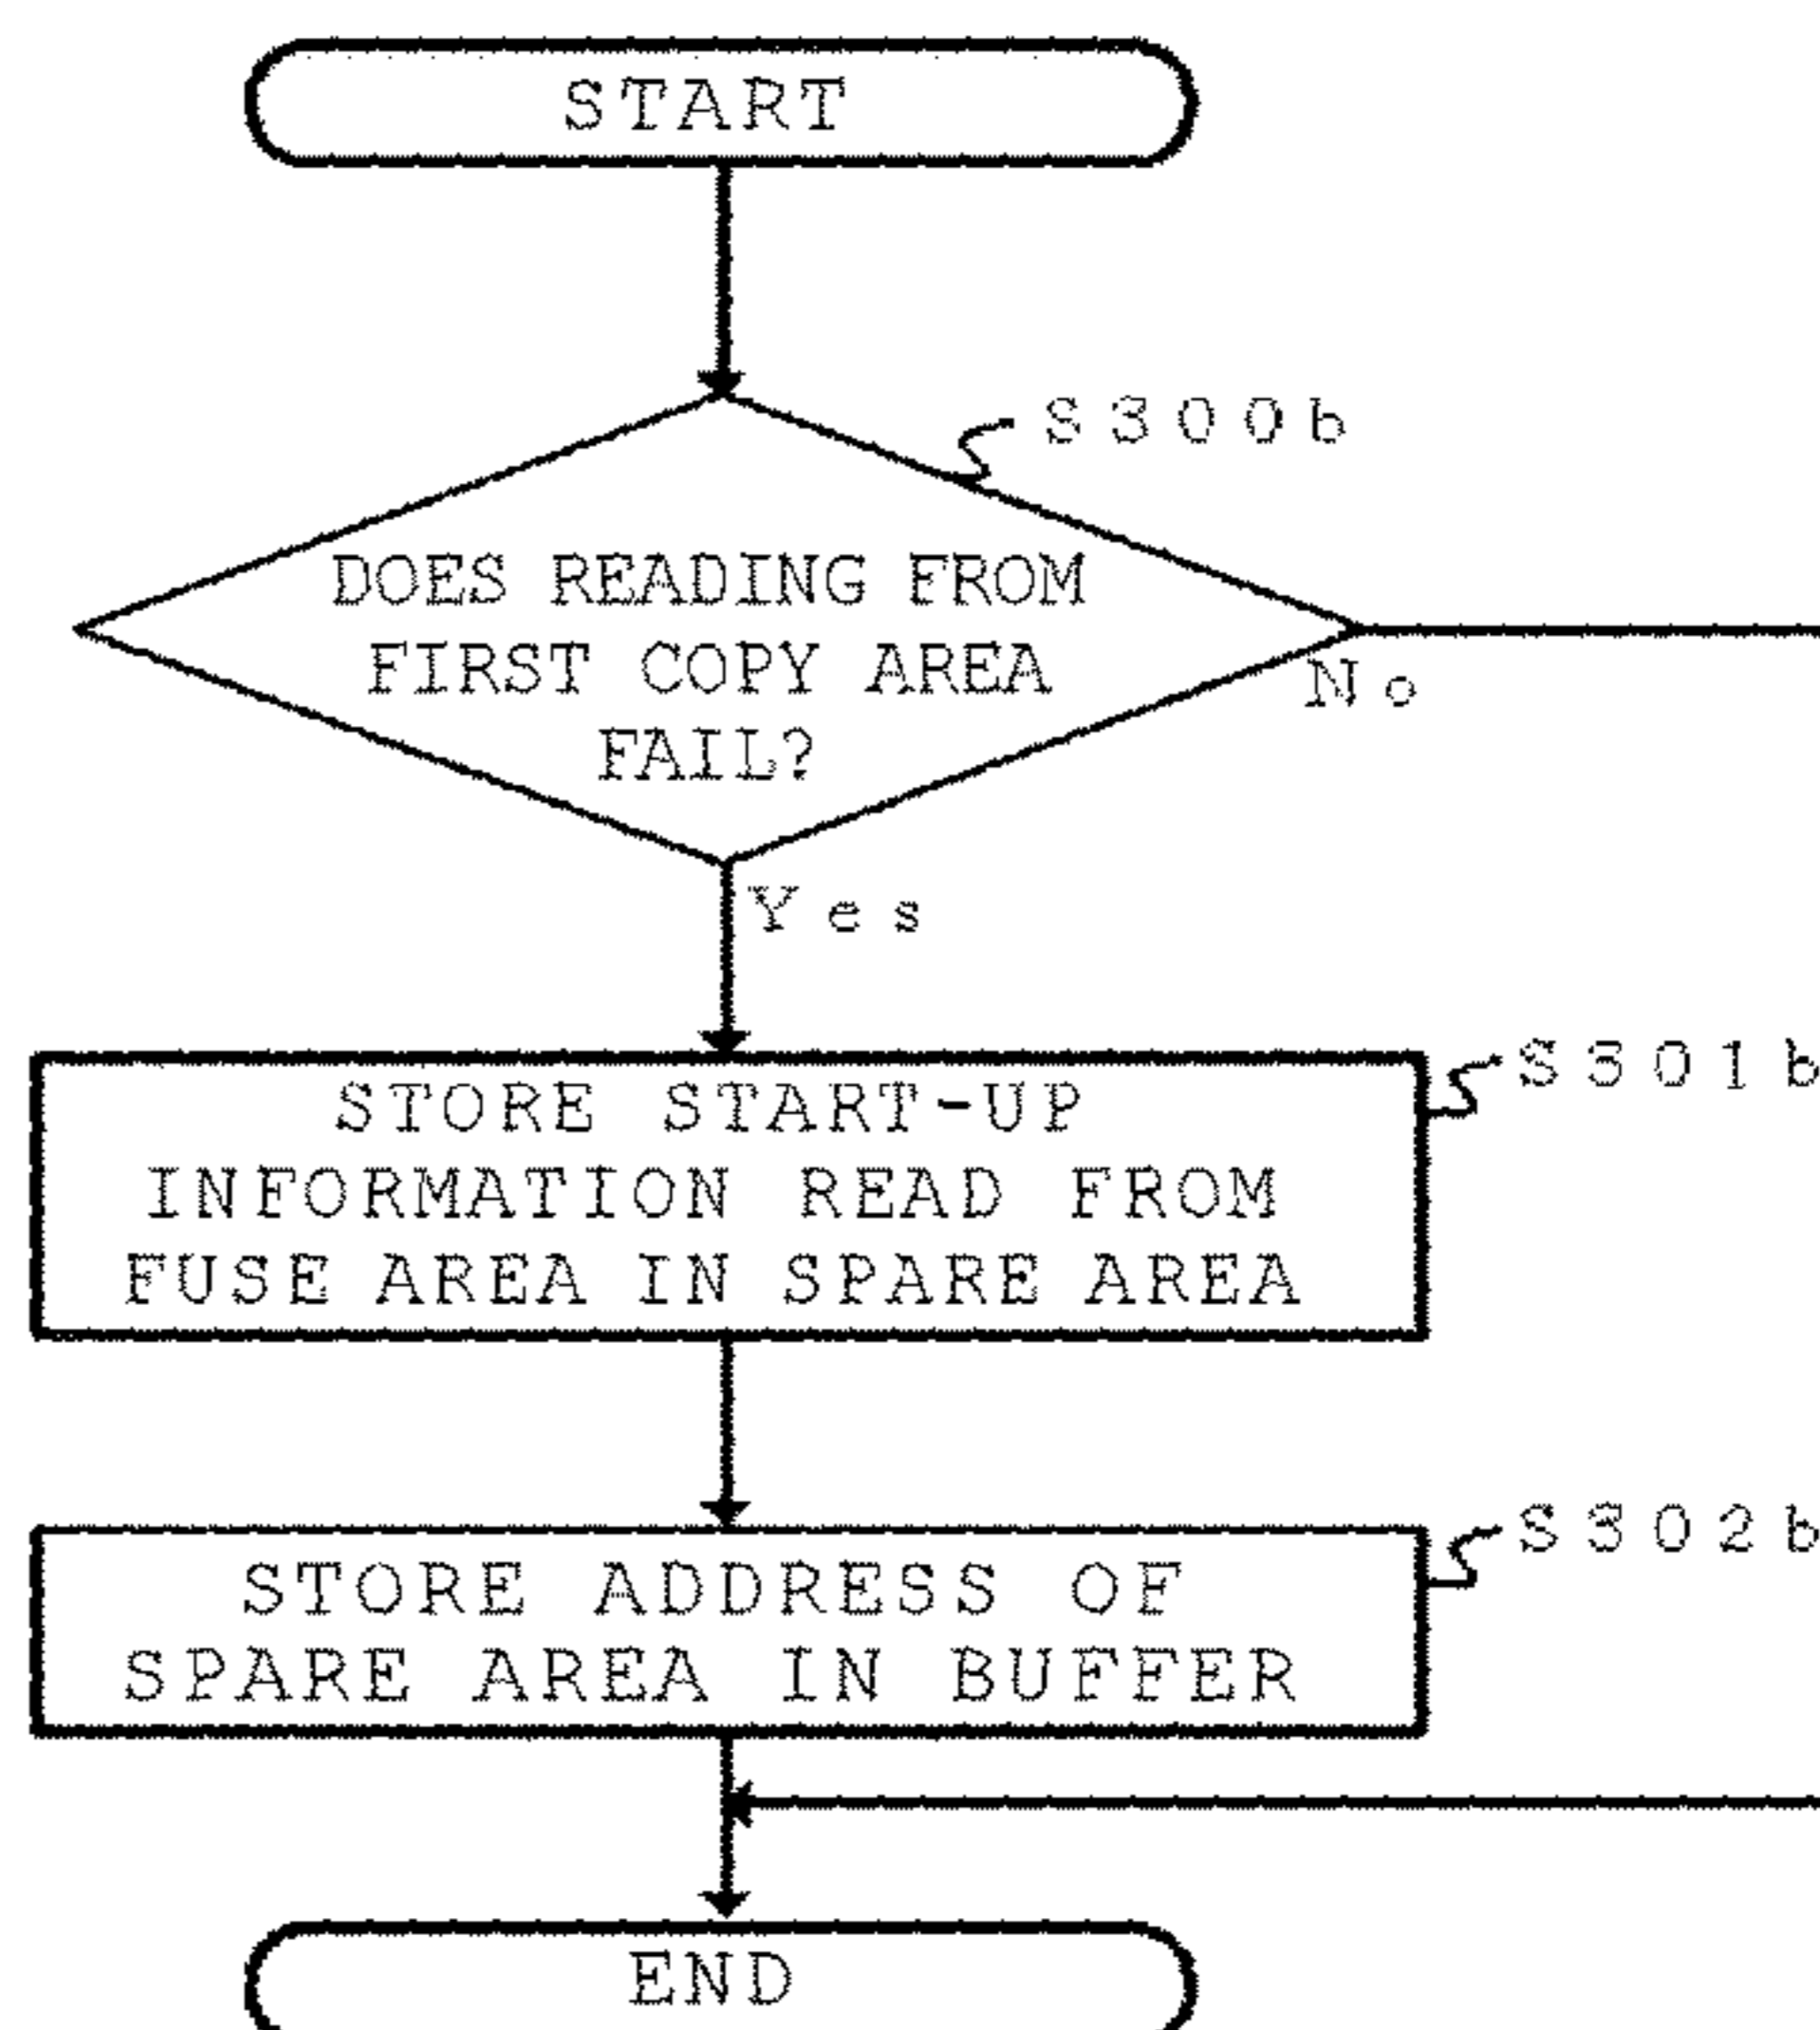 START
S300b
DOES READING FROM
FIRST COPY AREA
FAIL?
No
Yes
S301b
STORE START-UP
INFORMATION READ FROM
FUSE AREA IN SPARE AREA
S302b
STORE ADDRESS OF
SPARE AREA IN BUFFER
END